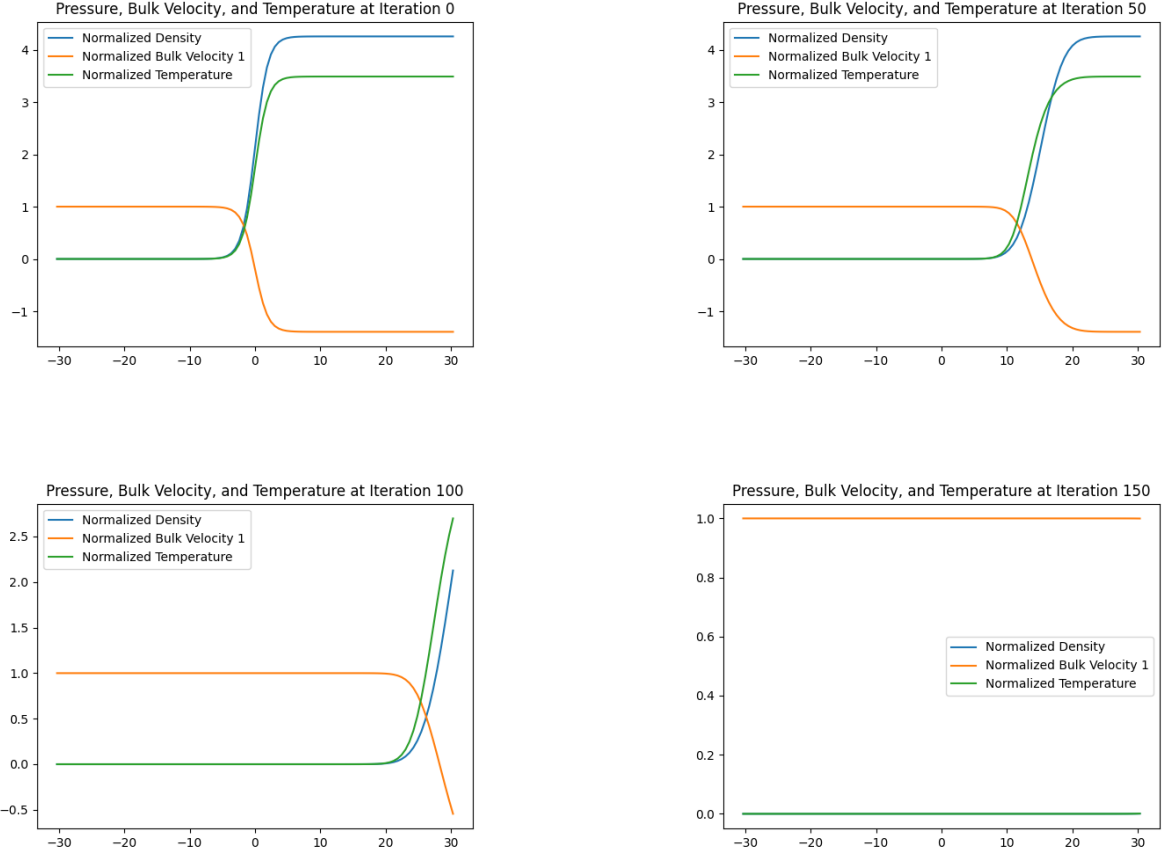 Pressure, Bulk Velocity, and Temperature at Iteration 0
Normalized Density
Normalized Bulk Velocity 1
Normalized Temperature
4
3
2
1
0
−1
−30 −20 −10 0 10 20 30
Pressure, Bulk Velocity, and Temperature at Iteration 50
Normalized Density
Normalized Bulk Velocity 1
Normalized Temperature
4
3
2
1
0
−1
−30 −20 −10 0 10 20 30
Pressure, Bulk Velocity, and Temperature at Iteration 100
Normalized Density
Normalized Bulk Velocity 1
Normalized Temperature
2.5
2.0
1.5
1.0
0.5
0.0
−0.5
−30 −20 −10 0 10 20 30
Pressure, Bulk Velocity, and Temperature at Iteration 150
1.0
0.8
0.6
0.4
0.2
0.0
Normalized Density
Normalized Bulk Velocity 1
Normalized Temperature
−30 −20 −10 0 10 20 30